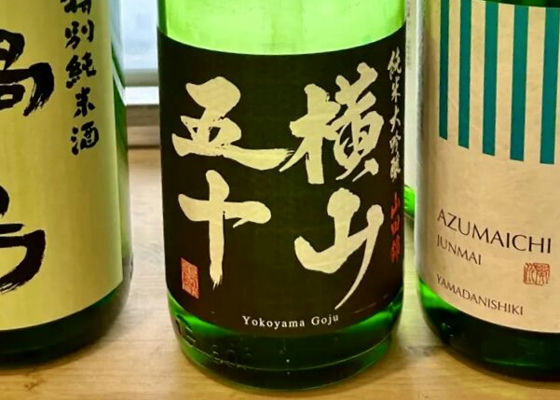 特別純米酒
純米大吟醸 山田錦
横山
五十
Yokoyama Goju
AZUMAICHI
JUNMAI
YAMADANISHIKI